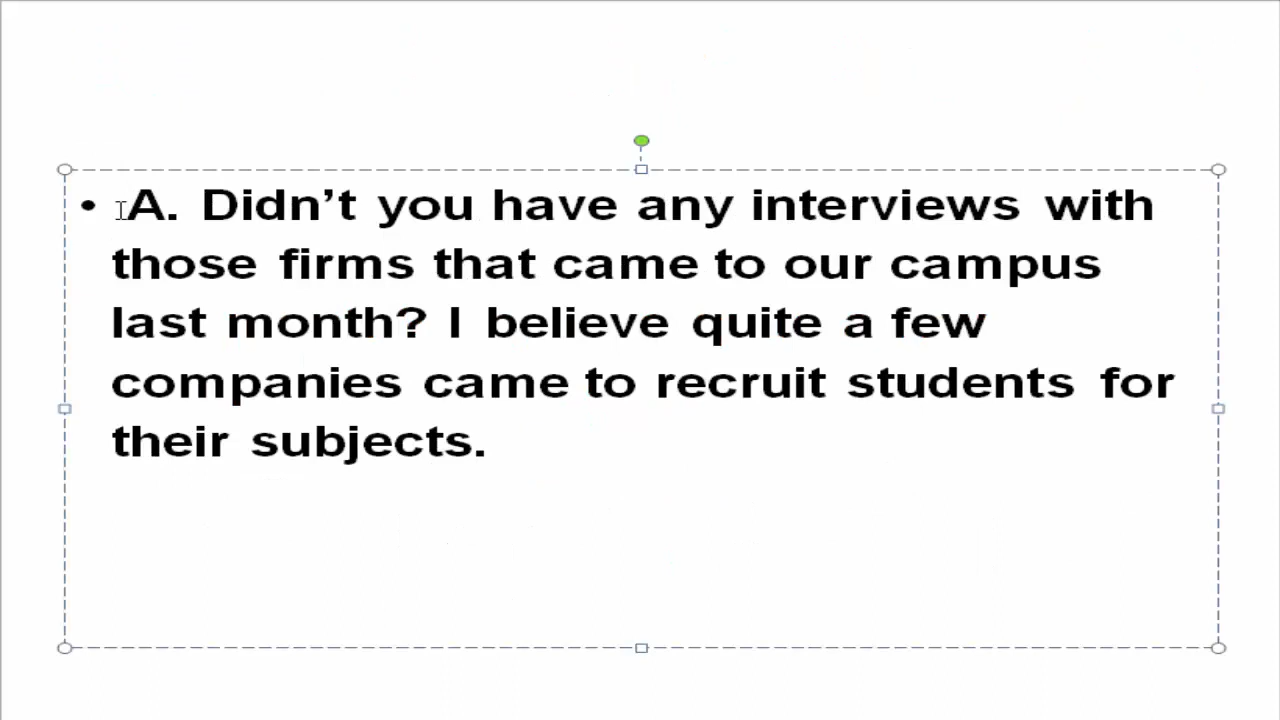 • A. Didn’t you have any interviews with
those firms that came to our campus
last month? I believe quite a few
companies came to recruit students for
their subjects.